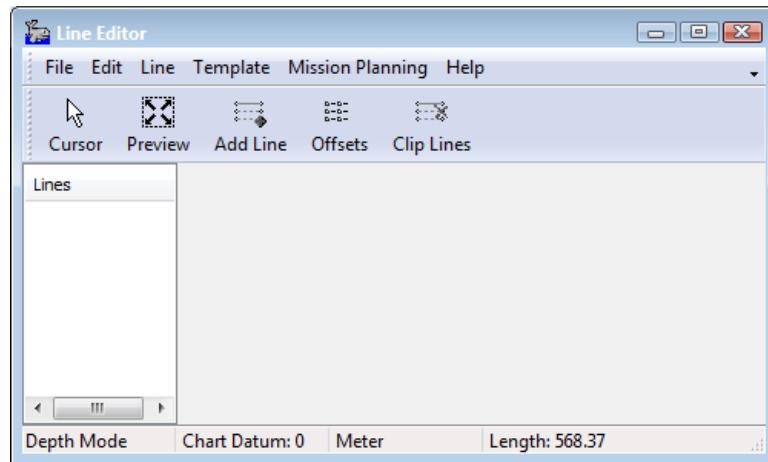 Line Editor
File Edit Line Template Mission Planning Help
Cursor Preview Add Line Offsets Clip Lines
Lines
Depth Mode Chart Datum: 0 Meter Length: 568.37